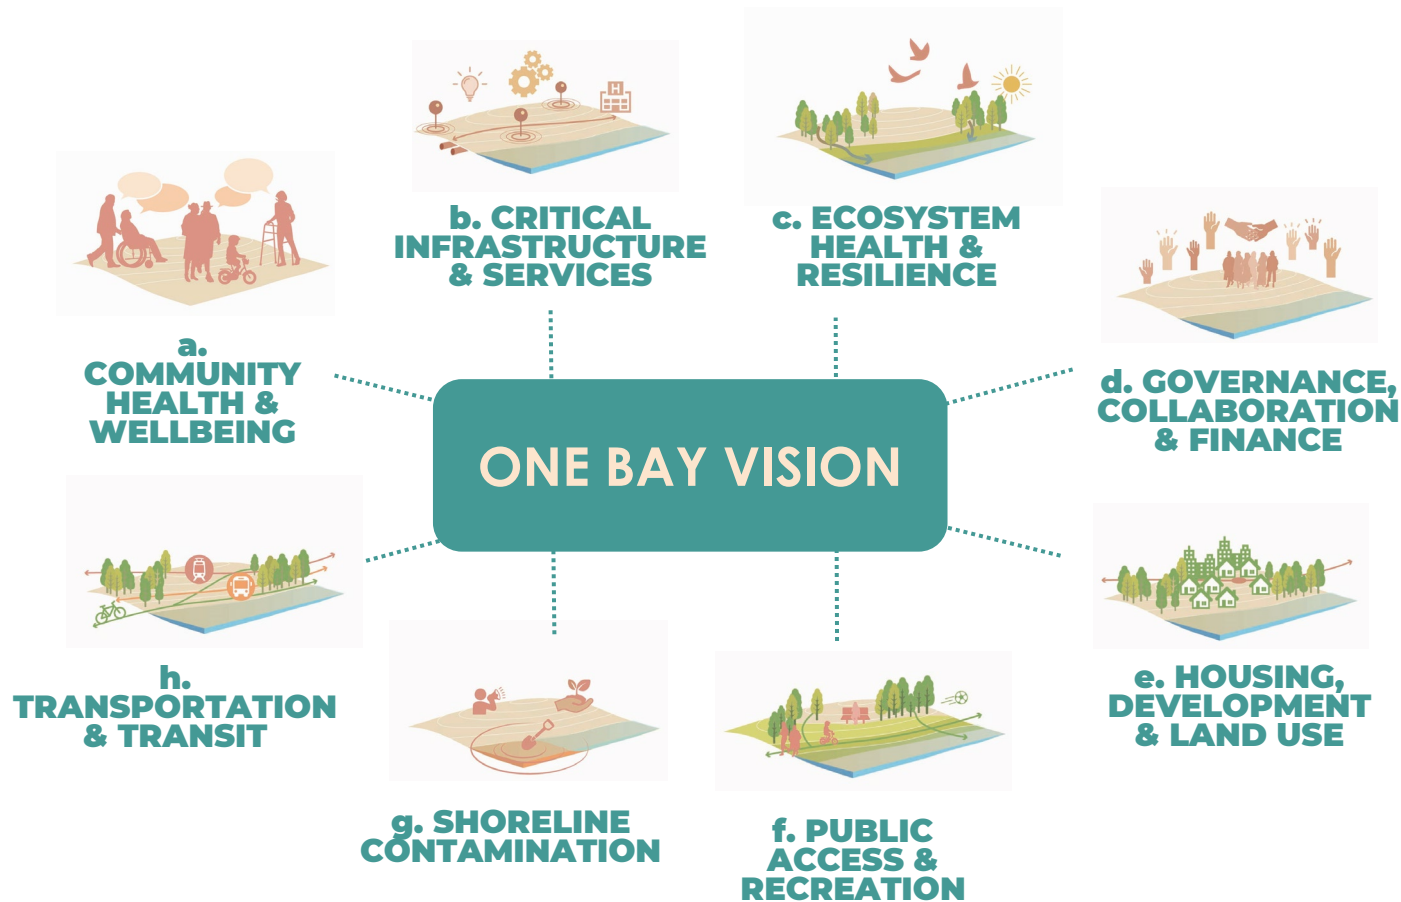 a.
COMMUNITY
HEALTH &
WELLBEING
b. CRITICAL
INFRASTRUCTURE
& SERVICES
H
c. ECOSYSTEM
HEALTH &
RESILIENCE
d. GOVERNANCE,
COLLABORATION
& FINANCE
ONE BAY VISION
e. HOUSING,
DEVELOPMENT
& LAND USE
f. PUBLIC
ACCESS &
RECREATION
g. SHORELINE
CONTAMINATION
h.
TRANSPORTATION
& TRANSIT